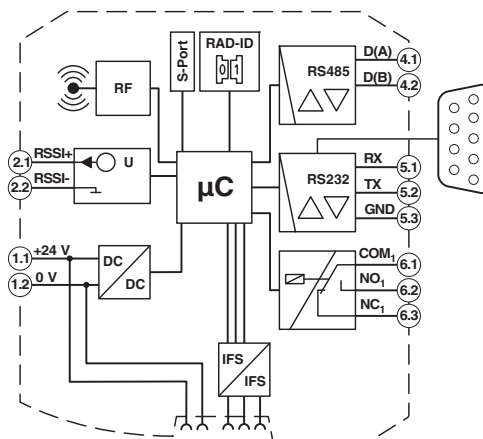 RF
S-Port
RAD-ID
0 1
RS485
D(A)
4.1
D(B)
4.2
2.1
RSSI+
2.2
RSSI-
U
µC
RS232
RX
5.1
TX
5.2
GND
5.3
1.1
+24 V
1.2
0 V
DC
DC
COM1
6.1
NO1
6.2
NC1
6.3
IFS
IFS